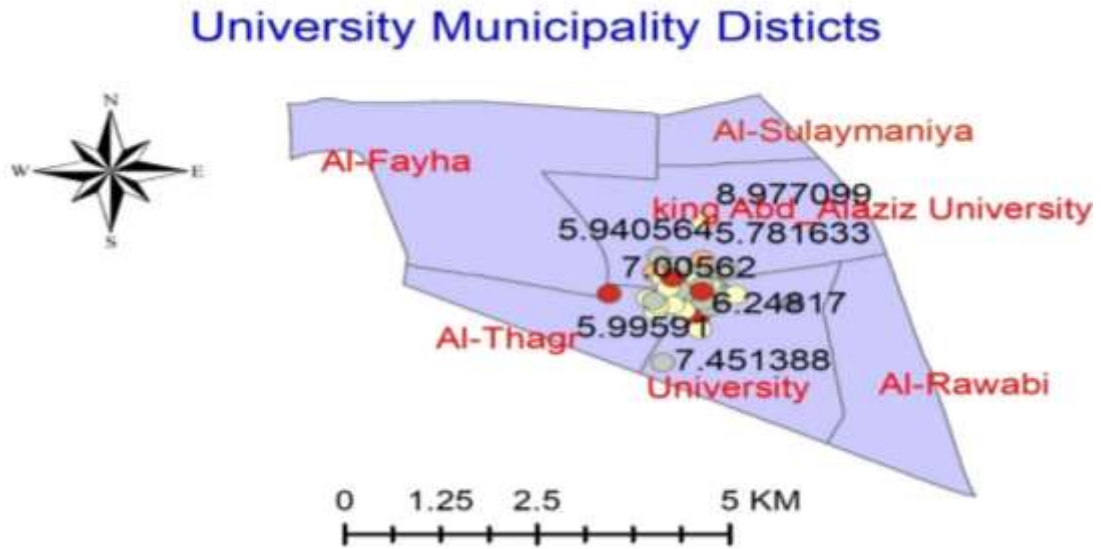 University Municipality Disticts
N
W E
S
Al-Sulaymaniya
Al-Fayha
8.977099
king Abd_Alaziz University
5.940564 5.781633
7.00562
6.24817
5.99591
Al-Thagr
7.451388
University
Al-Rawabi
0 1.25 2.5 5 KM